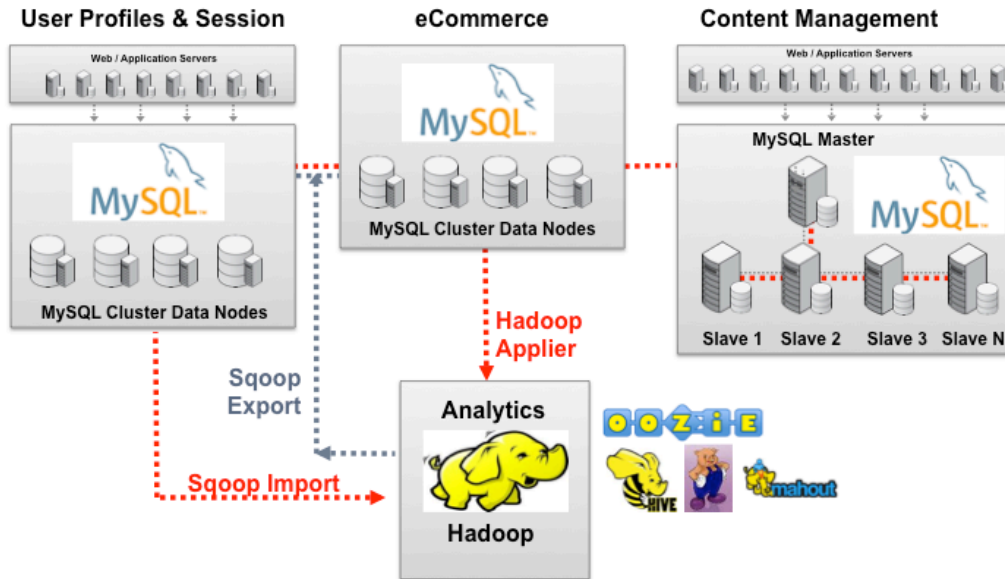 User Profiles & Session
eCommerce
Content Management
Web / Application Servers
Web / Application Servers
MySQL™
MySQL Cluster Data Nodes
MySQL™
MySQL Cluster Data Nodes
MySQL Master
MySQL
Slave 1
Slave 2
Slave 3
Slave N
Hadoop
Applier
Sqoop
Export
Sqoop Import
Analytics
Hadoop
OOZiE
HIVE
mahout